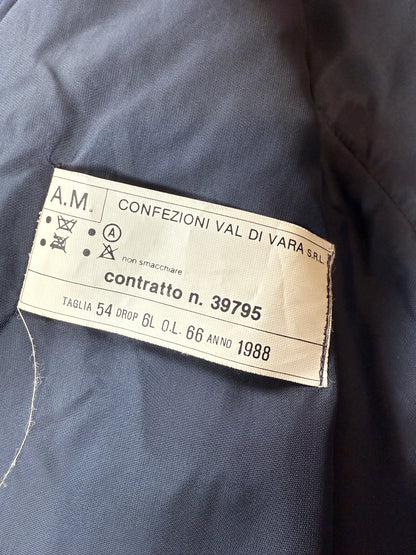 A.M.
CONFEZIONI VAL DI VARA S.R.L.
A
non smacchiare
contratto n. 39795
TAGLIA 54 DROP 6L O.L. 66 ANNO 1988